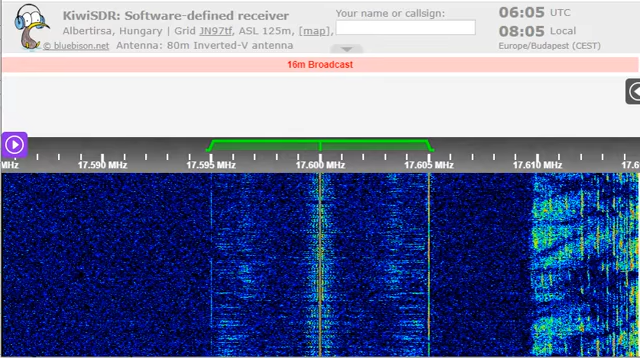 KiwiSDR: Software-defined receiver
Albertirsa, Hungary | Grid JN97tf, ASL 125m, [map],
© bluebison.net Antenna: 80m Inverted-V antenna
Your name or callsign:
06:05 UTC
08:05 Local
Europe/Budapest (CEST)
16m Broadcast
MHz 17.590 MHz 17.595 MHz 17.600 MHz 17.605 MHz 17.610 MHz 17.6